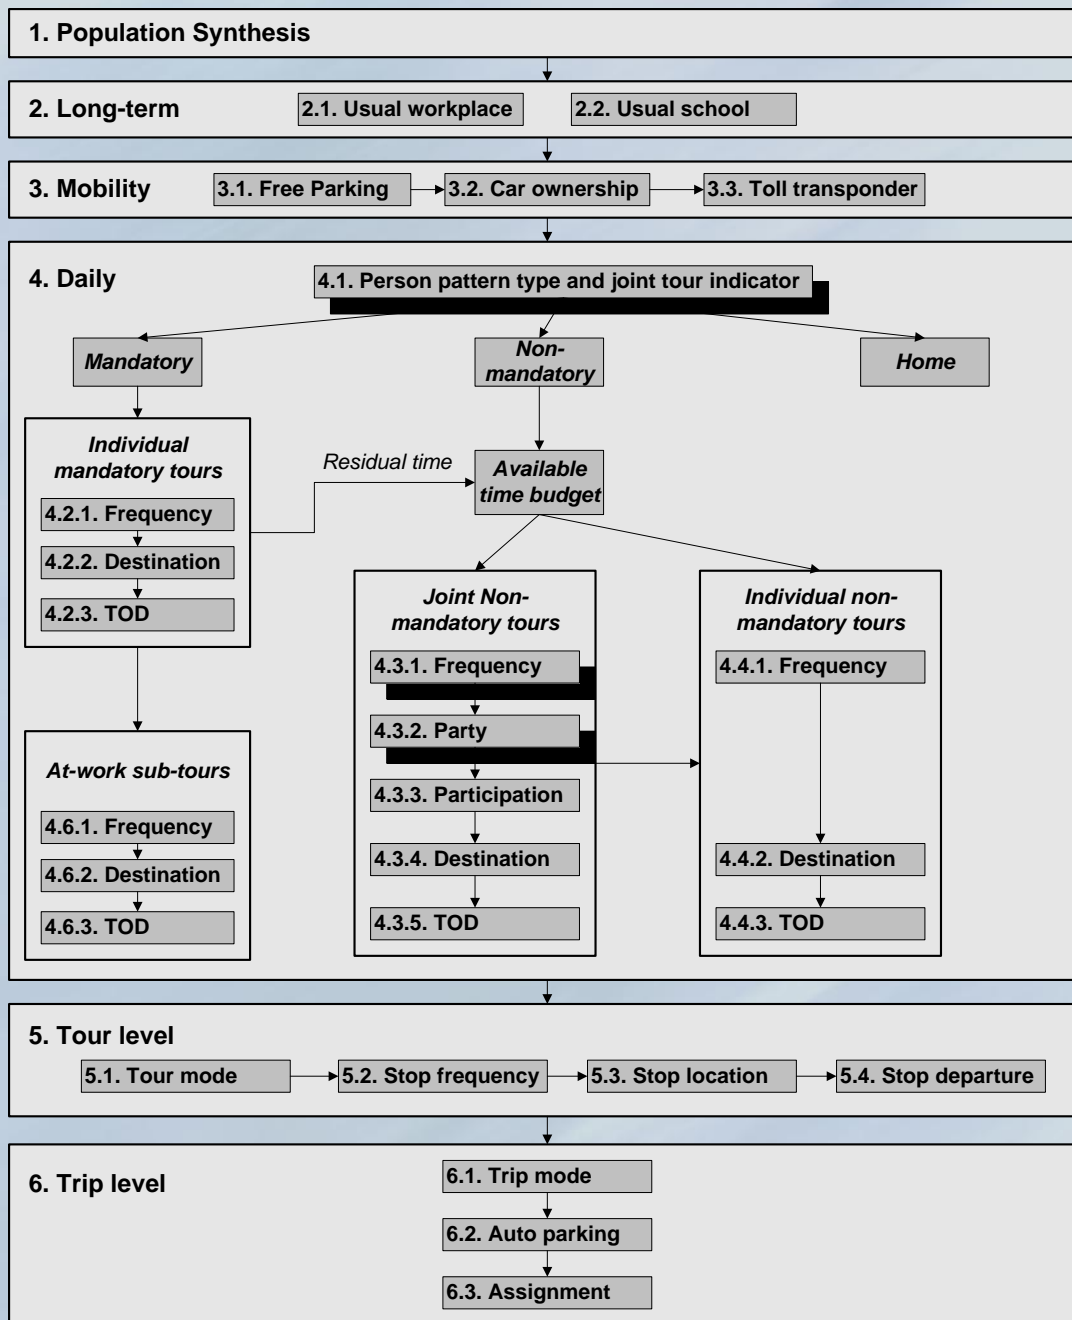 1. Population Synthesis
2. Long-term
2.1. Usual workplace
2.2. Usual school
3. Mobility
3.1. Free Parking
3.2. Car ownership
3.3. Toll transponder
4. Daily
4.1. Person pattern type and joint tour indicator
Mandatory
Non-
mandatory
Home
Individual
mandatory tours
4.2.1. Frequency
4.2.2. Destination
4.2.3. TOD
Residual time
Available
time budget
Joint Non-
mandatory tours
4.3.1. Frequency
4.3.2. Party
4.3.3. Participation
4.3.4. Destination
4.3.5. TOD
Individual non-
mandatory tours
4.4.1. Frequency
4.4.2. Destination
4.4.3. TOD
At-work sub-tours
4.6.1. Frequency
4.6.2. Destination
4.6.3. TOD
5. Tour level
5.1. Tour mode
5.2. Stop frequency
5.3. Stop location
5.4. Stop departure
6. Trip level
6.1. Trip mode
6.2. Auto parking
6.3. Assignment